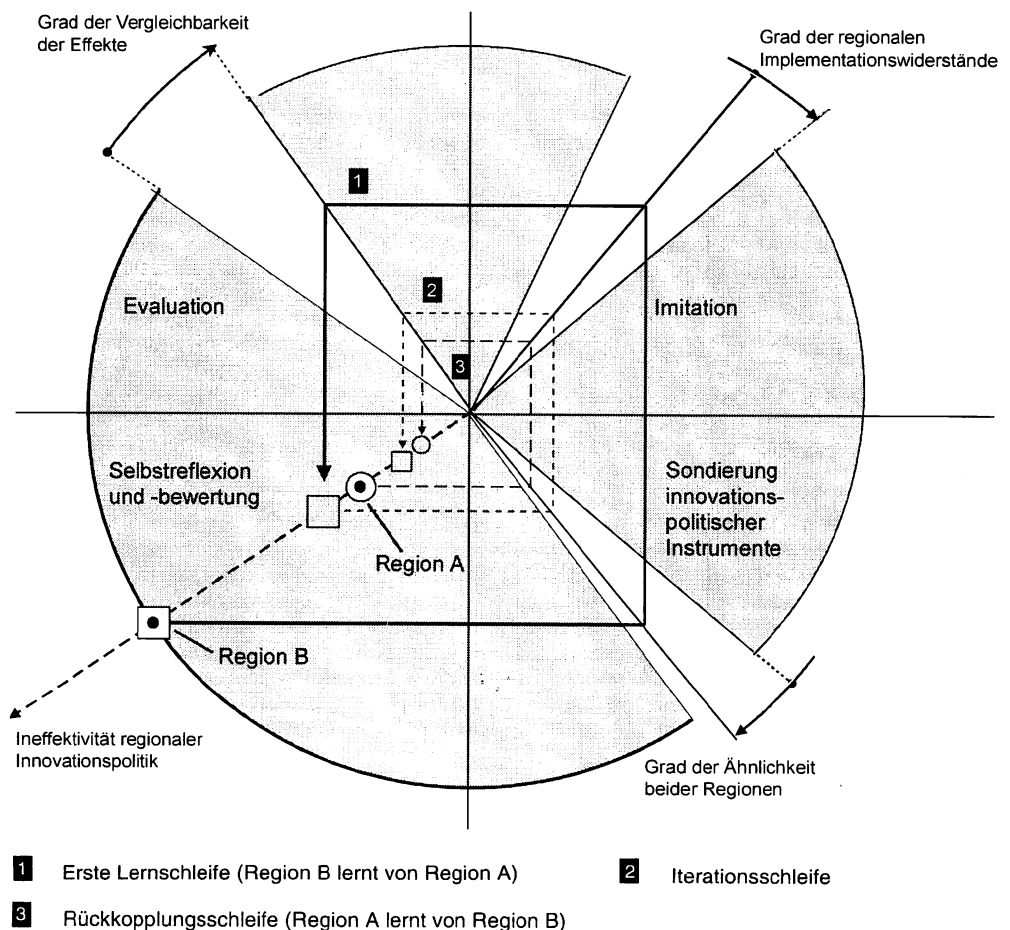 Grad der Vergleichbarkeit
der Effekte
Grad der regionalen
Implementationswiderstände
1
2
Evaluation
Imitation
3
Selbstreflexion
und -bewertung
Sondierung
innovations-
politischer
Instrumente
Region A
Region B
Ineffektivität regionaler
Innovationspolitik
Grad der Ähnlichkeit
beider Regionen
1 Erste Lernschleife (Region B lernt von Region A)
2 Iterationsschleife
3 Rückkopplungsschleife (Region A lernt von Region B)